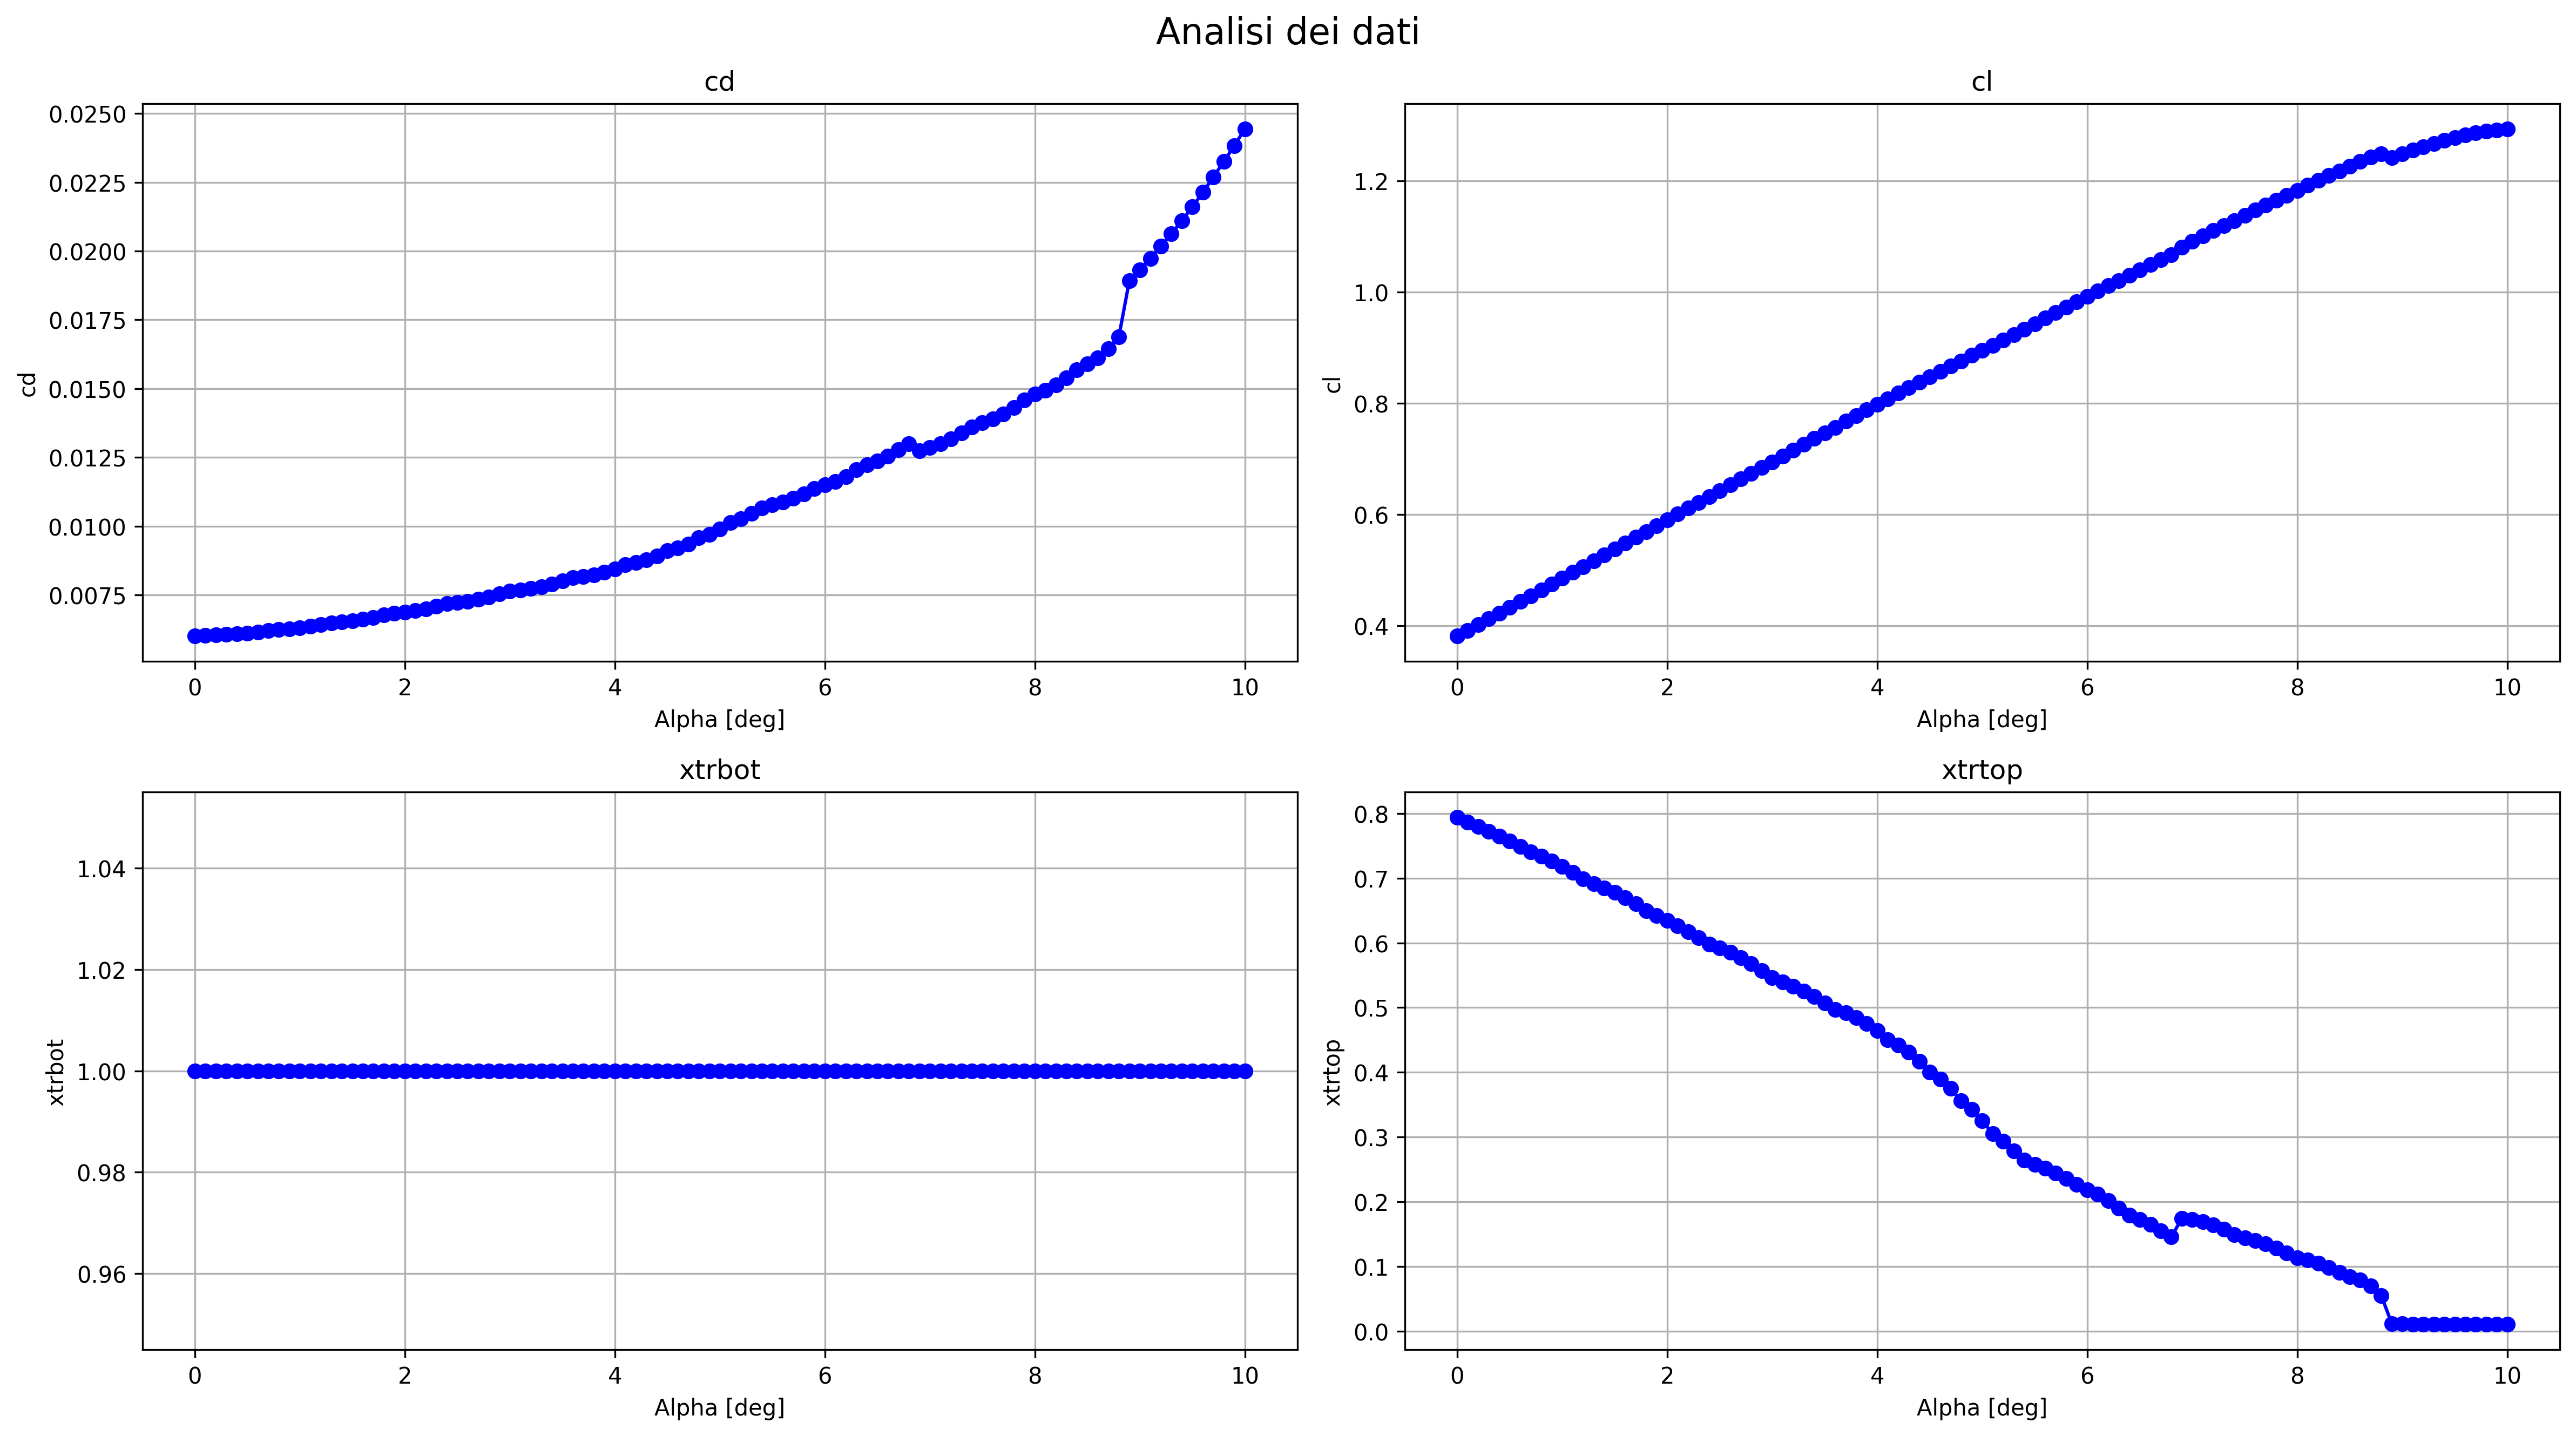 Analisi dei dati
cd
0.0250
0.0225
0.0200
0.0175
0.0150
0.0125
0.0100
0.0075
cd
0 2 4 6 8 10
Alpha [deg]
cl
1.2
1.0
0.8
0.6
0.4
cl
0 2 4 6 8 10
Alpha [deg]
xtrbot
1.04
1.02
1.00
0.98
0.96
xtrbot
0 2 4 6 8 10
Alpha [deg]
xtrtop
0.8
0.7
0.6
0.5
0.4
0.3
0.2
0.1
0.0
xtrtop
0 2 4 6 8 10
Alpha [deg]